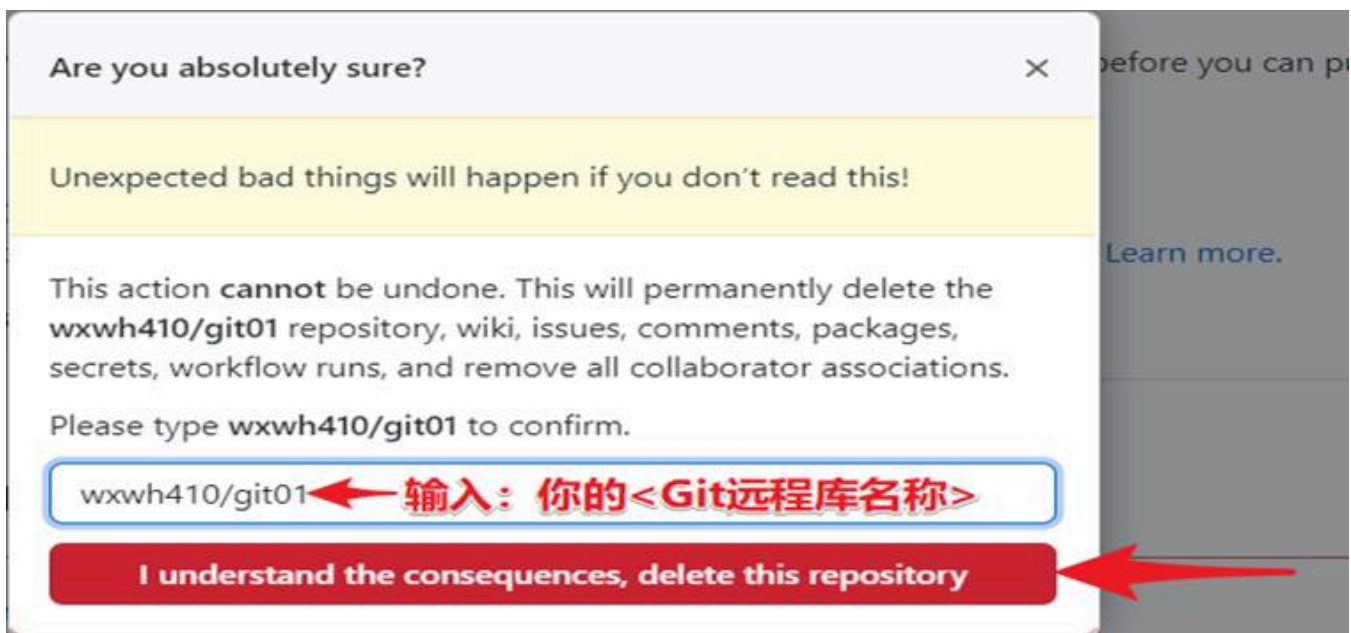 Are you absolutely sure?
before you can
Unexpected bad things will happen if you don't read this!
Learn more.
This action cannot be undone. This will permanently delete the
wxwh410/git01 repository, wiki, issues, comments, packages,
secrets, workflow runs, and remove all collaborator associations.
Please type wxwh410/git01 to confirm.
wxwh410/git01 输入：你的<Git远程库名称>
I understand the consequences, delete this repository